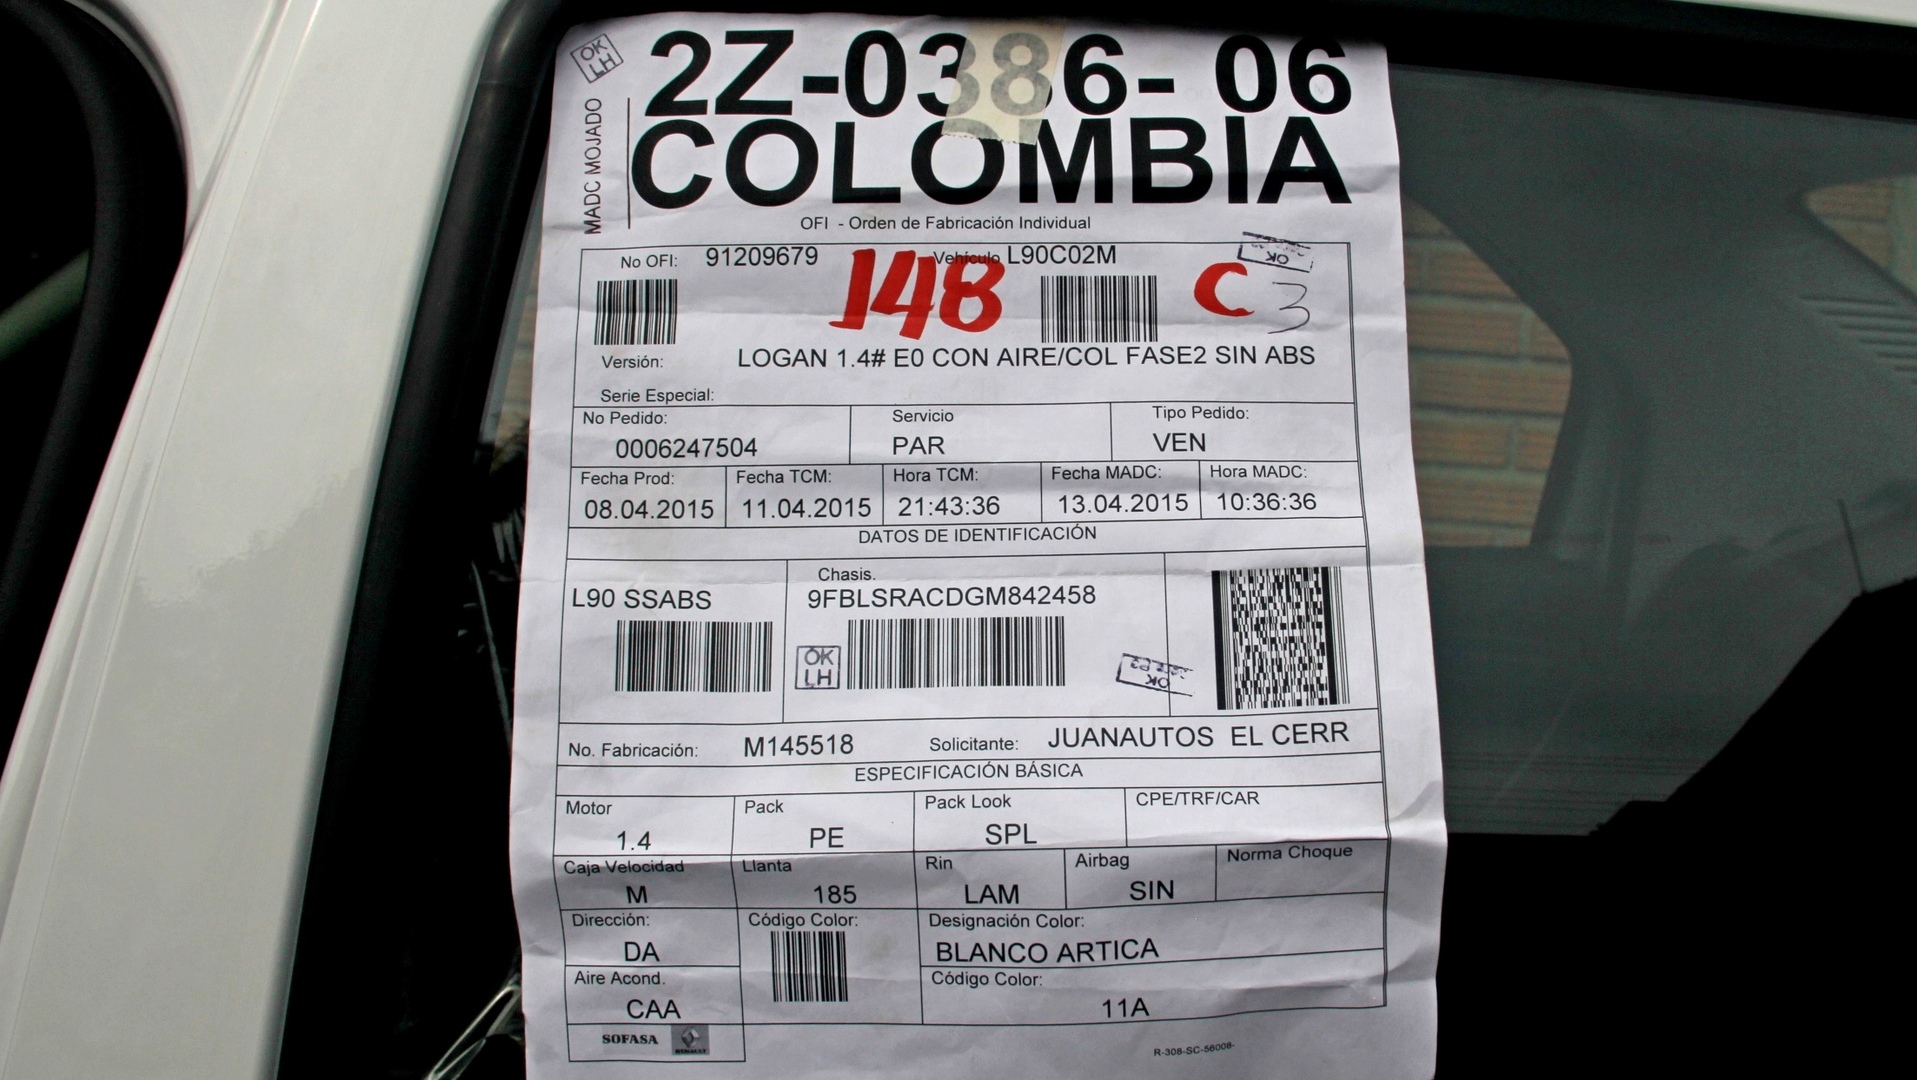 OK
LH
2Z-0386-06
MADC MOJADO
COLOMBIA
OFI - Orden de Fabricación Individual
No OFI: 91209679 Vehículo L90C02M
OK
148 C 3
Versión: LOGAN 1.4# E0 CON AIRE/COL FASE2 SIN ABS
Serie Especial:
No Pedido: Servicio Tipo Pedido:
0006247504 PAR VEN
Fecha Prod: Fecha TCM: Hora TCM: Fecha MADC: Hora MADC:
08.04.2015 11.04.2015 21:43:36 13.04.2015 10:36:36
DATOS DE IDENTIFICACIÓN
Chasis.
L90 SSABS 9FBLSRACDGM842458
OK
LH
OK
No. Fabricación: M145518 Solicitante: JUANAUTOS EL CERR
ESPECIFICACIÓN BÁSICA
Motor Pack Pack Look CPE/TRF/CAR
1.4 PE SPL
Caja Velocidad Llanta Rin Airbag Norma Choque
M 185 LAM SIN
Dirección: Código Color: Designación Color:
DA BLANCO ARTICA
Aire Acond. Código Color:
CAA 11A
SOFASA RENAULT
R-308-SC-56008-